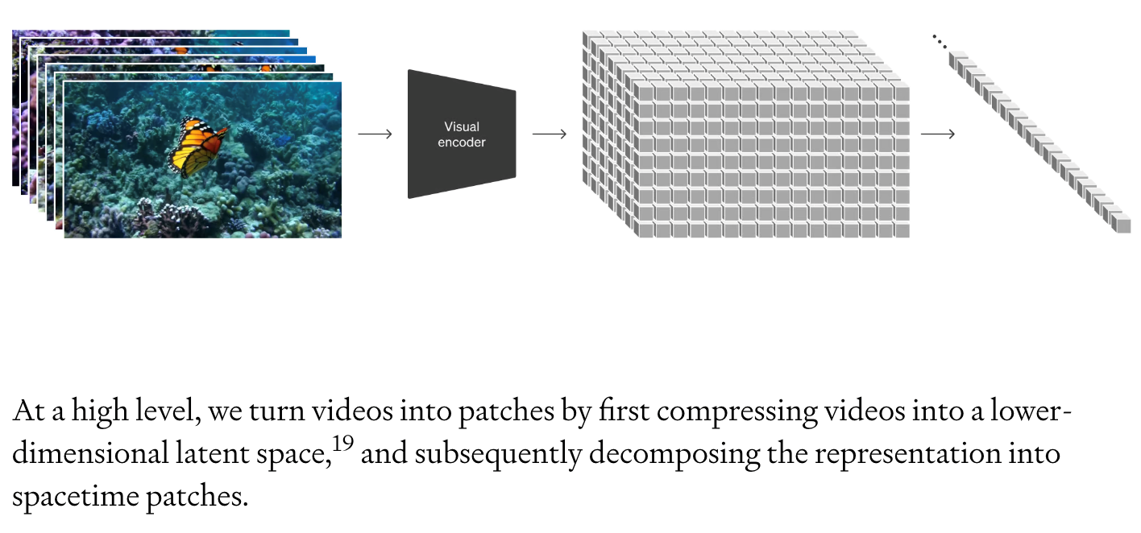 Visual
encoder
At a high level, we turn videos into patches by first compressing videos into a lower-
dimensional latent space,19 and subsequently decomposing the representation into
spacetime patches.